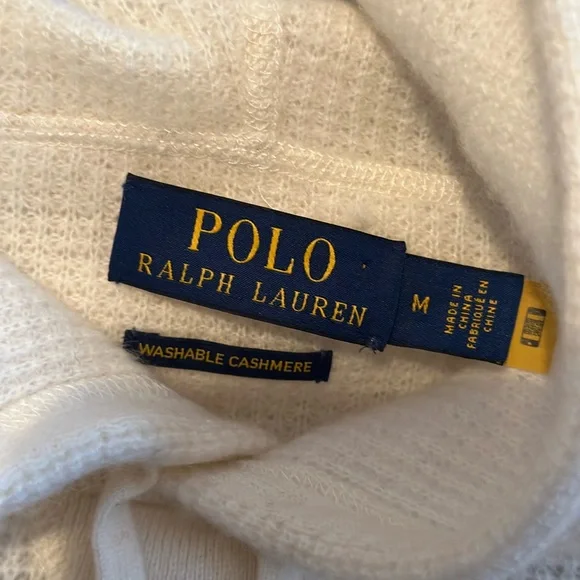 POLO
RALPH LAUREN
M
MADE IN
CHINA
FABRIQUÉ EN
CHINE
WASHABLE CASHMERE